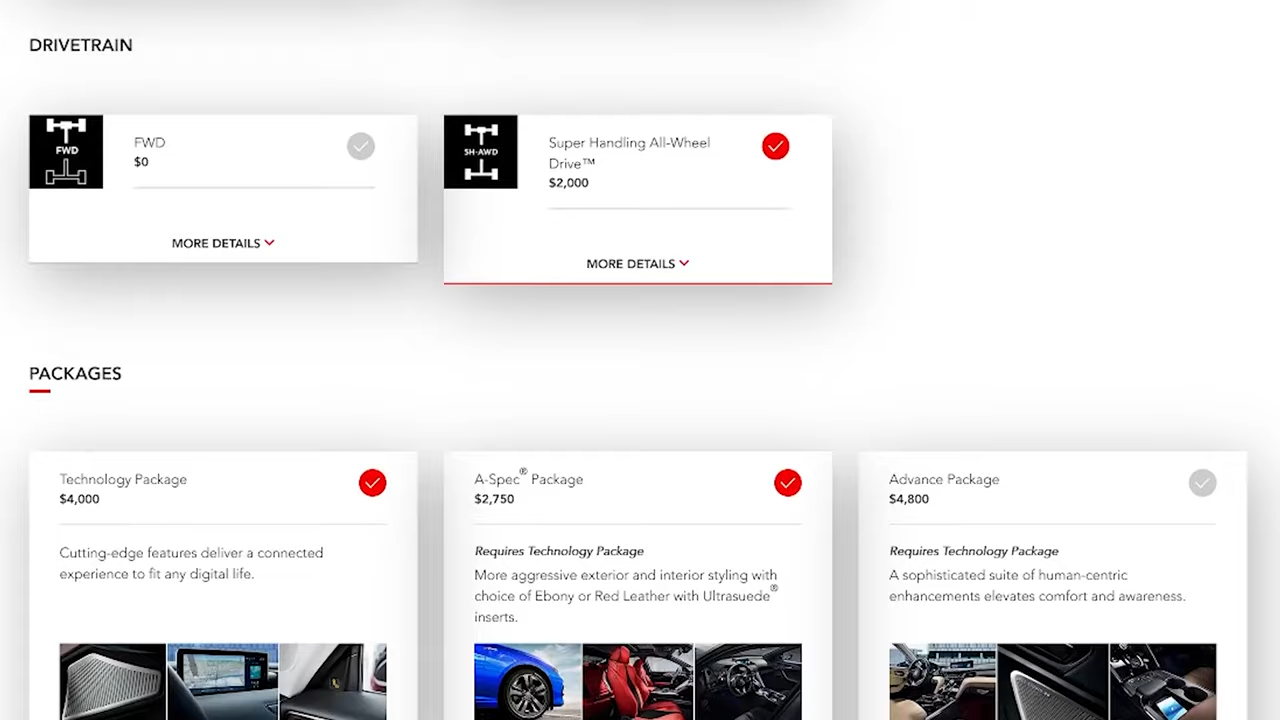 DRIVETRAIN
FWD
FWD
$0
MORE DETAILS
SH-AWD
Super Handling All-Wheel
Drive™
$2,000
MORE DETAILS
PACKAGES
Technology Package
$4,000
Cutting-edge features deliver a connected
experience to fit any digital life.
A-Spec® Package
$2,750
Requires Technology Package
More aggressive exterior and interior styling with
choice of Ebony or Red Leather with Ultrasuede®
inserts.
Advance Package
$4,800
Requires Technology Package
A sophisticated suite of human-centric
enhancements elevates comfort and awareness.